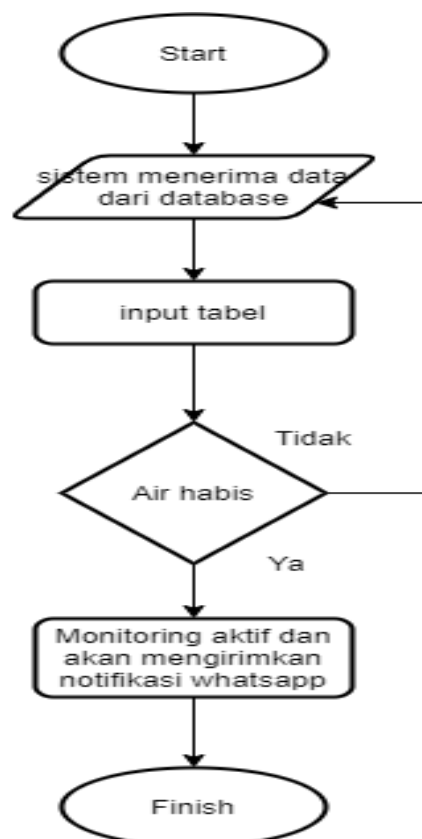 Start
sistem menerima data
dari database
input tabel
Tidak
Air habis
Ya
Monitoring aktif dan
akan mengirimkan
notifikasi whatsapp
Finish